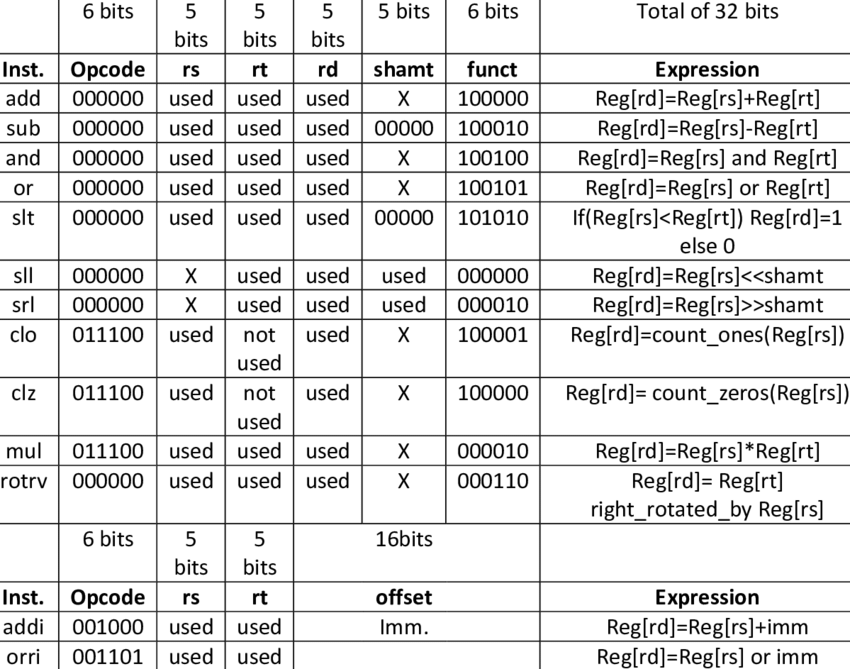 6 bits 5 bits 5 bits 5 bits 5 bits 6 bits Total of 32 bits
Inst. Opcode rs rt rd shamt funct Expression
add 000000 used used used X 100000 Reg[rd]=Reg[rs]+Reg[rt]
sub 000000 used used used 00000 100010 Reg[rd]=Reg[rs]-Reg[rt]
and 000000 used used used X 100100 Reg[rd]=Reg[rs] and Reg[rt]
or 000000 used used used X 100101 Reg[rd]=Reg[rs] or Reg[rt]
slt 000000 used used used 00000 101010 If(Reg[rs]<Reg[rt]) Reg[rd]=1
else 0
sll 000000 X used used used 000000 Reg[rd]=Reg[rs]<<shamt
srl 000000 X used used used 000010 Reg[rd]=Reg[rs]>>shamt
clo 011100 used not used used X 100001 Reg[rd]=count_ones(Reg[rs])
clz 011100 used not used used X 100000 Reg[rd]= count_zeros(Reg[rs])
mul 011100 used used used X 000010 Reg[rd]=Reg[rs]*Reg[rt]
rotrv 000000 used used used X 000110 Reg[rd]= Reg[rt]
right_rotated_by Reg[rs]
6 bits 5 bits 5 bits 16bits
Inst. Opcode rs rt offset Expression
addi 001000 used used Imm. Reg[rd]=Reg[rs]+imm
orri 001101 used used Reg[rd]=Reg[rs] or imm